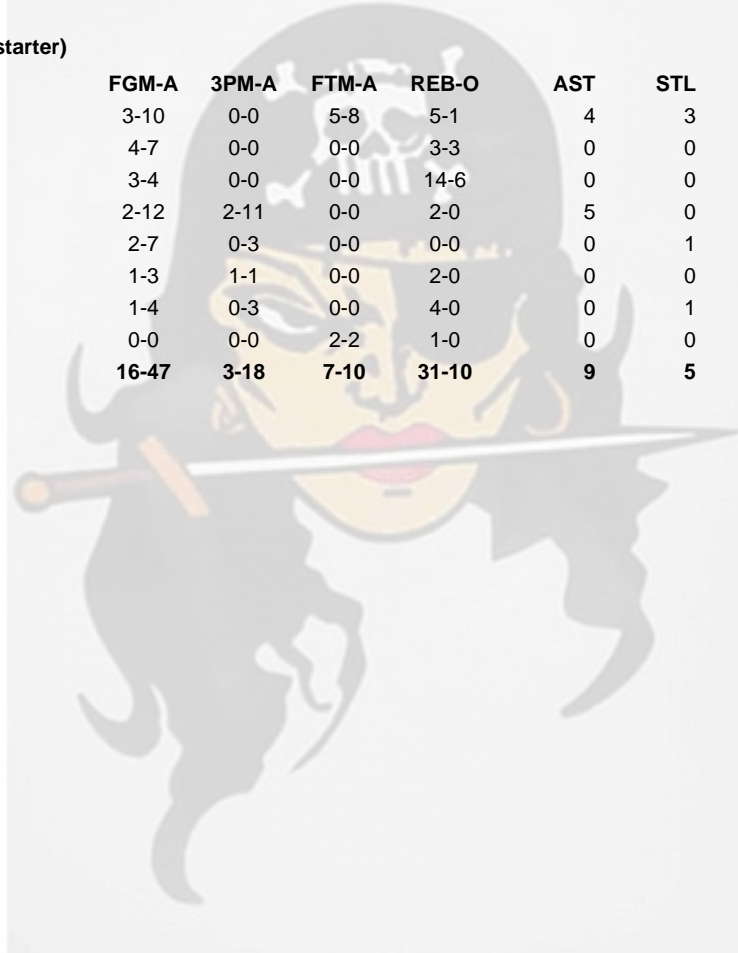 starter)
FGM-A 3PM-A FTM-A REB-O AST STL
3-10 0-0 5-8 5-1 4 3
4-7 0-0 0-0 3-3 0 0
3-4 0-0 0-0 14-6 0 0
2-12 2-11 0-0 2-0 5 0
2-7 0-3 0-0 0-0 0 1
1-3 1-1 0-0 2-0 0 0
1-4 0-3 0-0 4-0 0 1
0-0 0-0 2-2 1-0 0 0
16-47 3-18 7-10 31-10 9 5